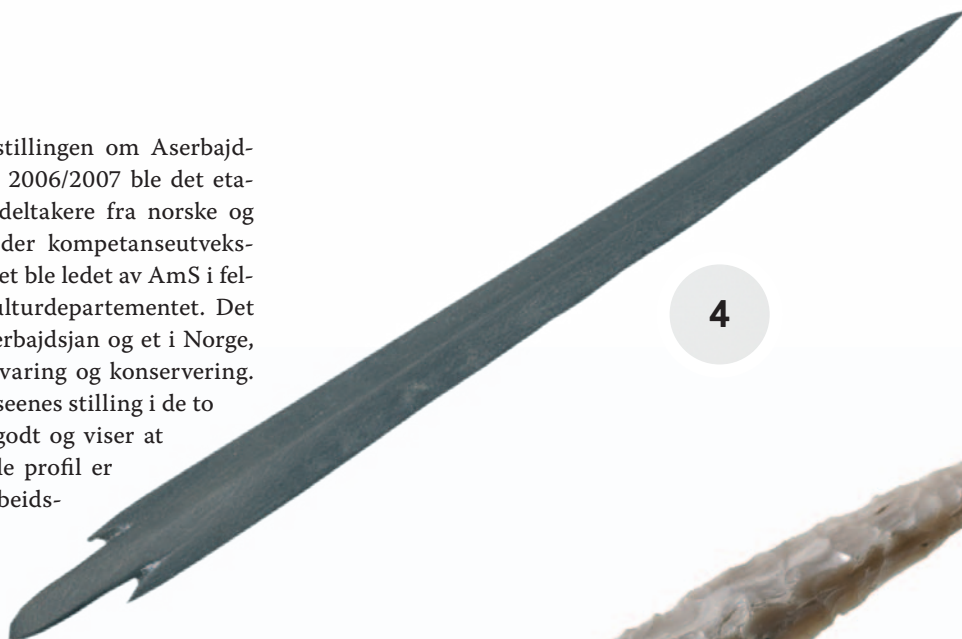 stillingen om Aserbajd-
2006/2007 ble det eta-
deltakere fra norske og
der kompetanseutveks-
et ble ledet av AmS i fel-
ulturdepartementet. Det
erbajdsjan og et i Norge,
varing og konservering.
seenes stilling i de to
godt og viser at
le profil er
beids-
4